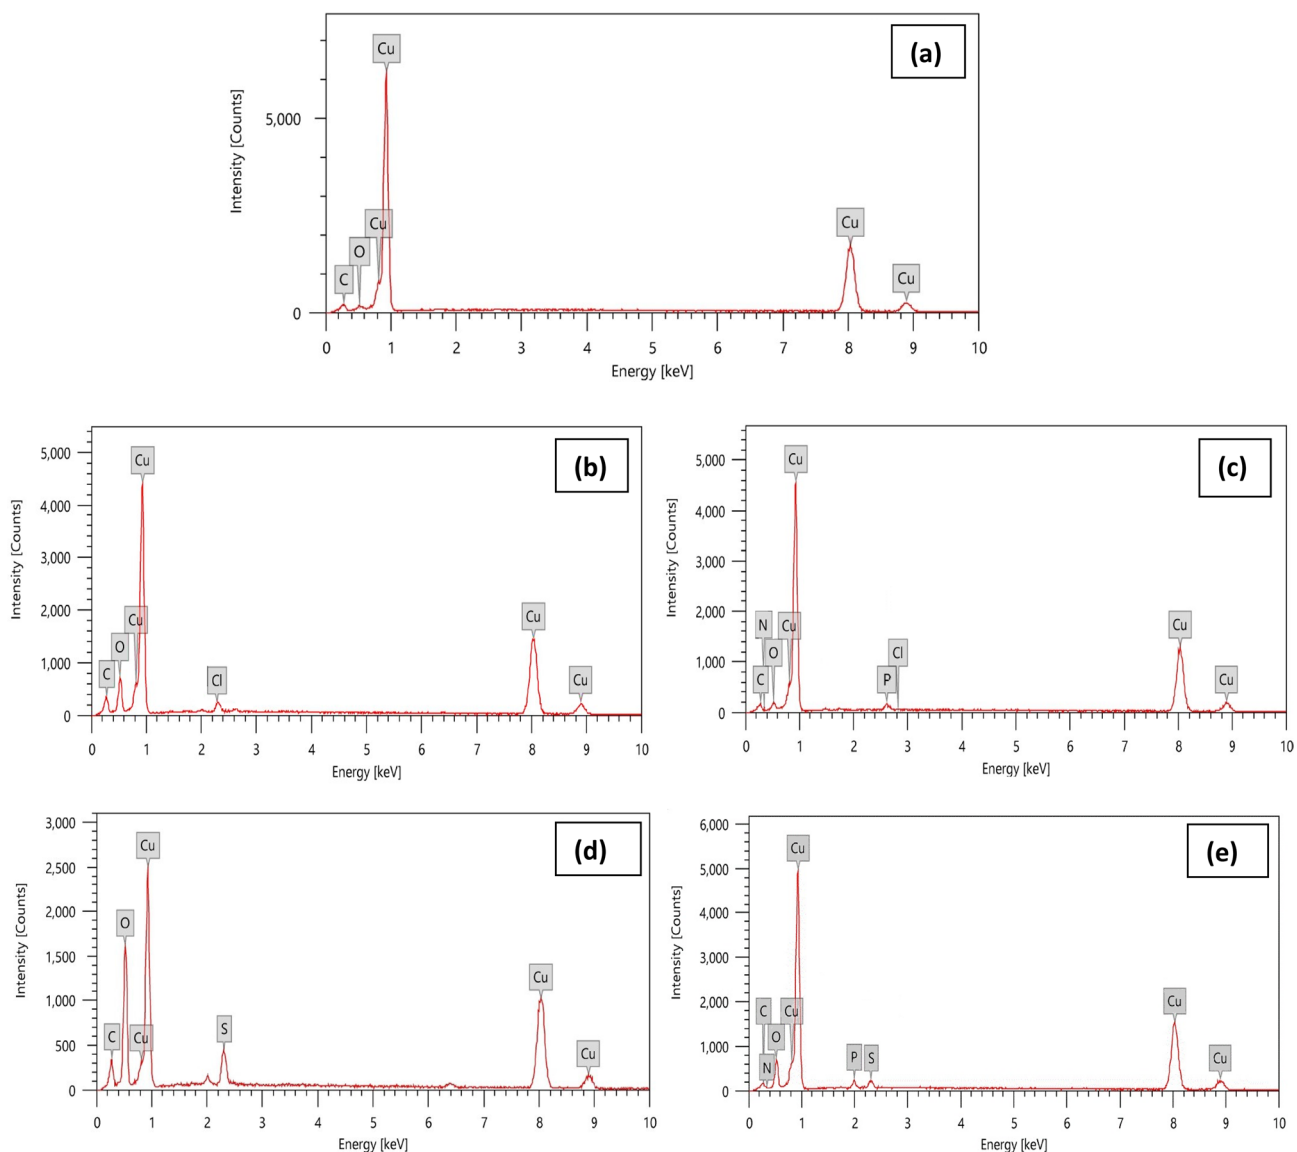 (a)
Intensity [Counts]
5,000
0
Cu
Cu
O
C
Cu
Cu
0 1 2 3 4 5 6 7 8 9 10
Energy [keV]
(b)
Intensity [Counts]
5,000
4,000
3,000
2,000
1,000
0
Cu
Cu
O
C
Cl
Cu
Cu
0 1 2 3 4 5 6 7 8 9 10
Energy [keV]
(c)
Intensity [Counts]
5,000
4,000
3,000
2,000
1,000
0
Cu
N
Cu
O
C
P
Cl
Cu
Cu
0 1 2 3 4 5 6 7 8 9 10
Energy [keV]
(d)
Intensity [Counts]
3,000
2,500
2,000
1,500
1,000
500
0
Cu
O
C
Cu
S
Cu
Cu
0 1 2 3 4 5 6 7 8 9 10
Energy [keV]
(e)
Intensity [Counts]
6,000
5,000
4,000
3,000
2,000
1,000
0
Cu
C
Cu
O
N
P
S
Cu
Cu
0 1 2 3 4 5 6 7 8 9 10
Energy [keV]